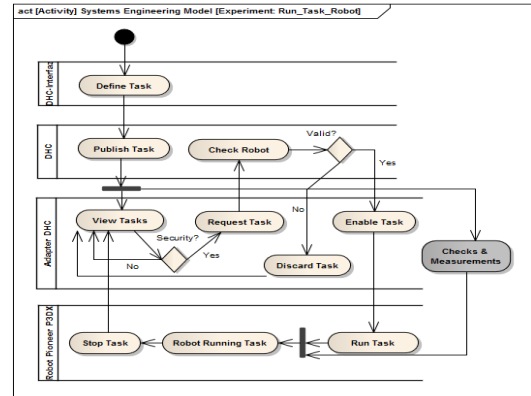 act [Activity] Systems Engineering Model [Experiment: Run_Task_Robot]
DHC-Interfaz
Define Task
DHC
Publish Task
Check Robot
Valid?
Yes
No
Adapter DHC
View Tasks
Security?
No
Yes
Request Task
Enable Task
Discard Task
Checks &
Measurements
Robot Pioneer P3DX
Stop Task
Robot Running Task
Run Task